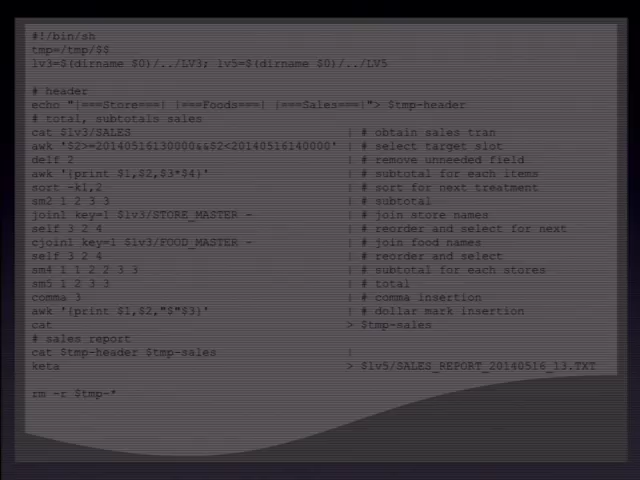 #!/bin/sh
tmp=/tmp/$$
lv3=$(dirname $0)/../LV3; lv5=$(dirname $0)/../LV5
# header
echo "|===Store===| |===Foods===| |===Sales===|"> $tmp-header
# total, subtotals sales
cat $lv3/SALES | # obtain sales tran
awk '$2>=20140516130000&&$2<20140516140000' | # select target slot
delf 2 | # remove unneeded field
awk '{print $1,$2,$3*$4}' | # subtotal for each items
sort -k1,2 | # sort for next treatment
sm2 1 2 3 3 | # subtotal
join1 key=1 $lv3/STORE_MASTER - | # join store names
self 3 2 4 | # reorder and select for next
cjoin1 key=1 $lv3/FOOD_MASTER - | # join food names
self 3 2 4 | # reorder and select
sm4 1 1 2 2 3 3 | # subtotal for each stores
sm5 1 2 3 3 | # total
comma 3 | # comma insertion
awk '{print $1,$2,"$"$3}' | # dollar mark insertion
cat > $tmp-sales
# sales report
cat $tmp-header $tmp-sales |
keta > $lv5/SALES_REPORT_20140516_13.TXT
rm -r $tmp-*